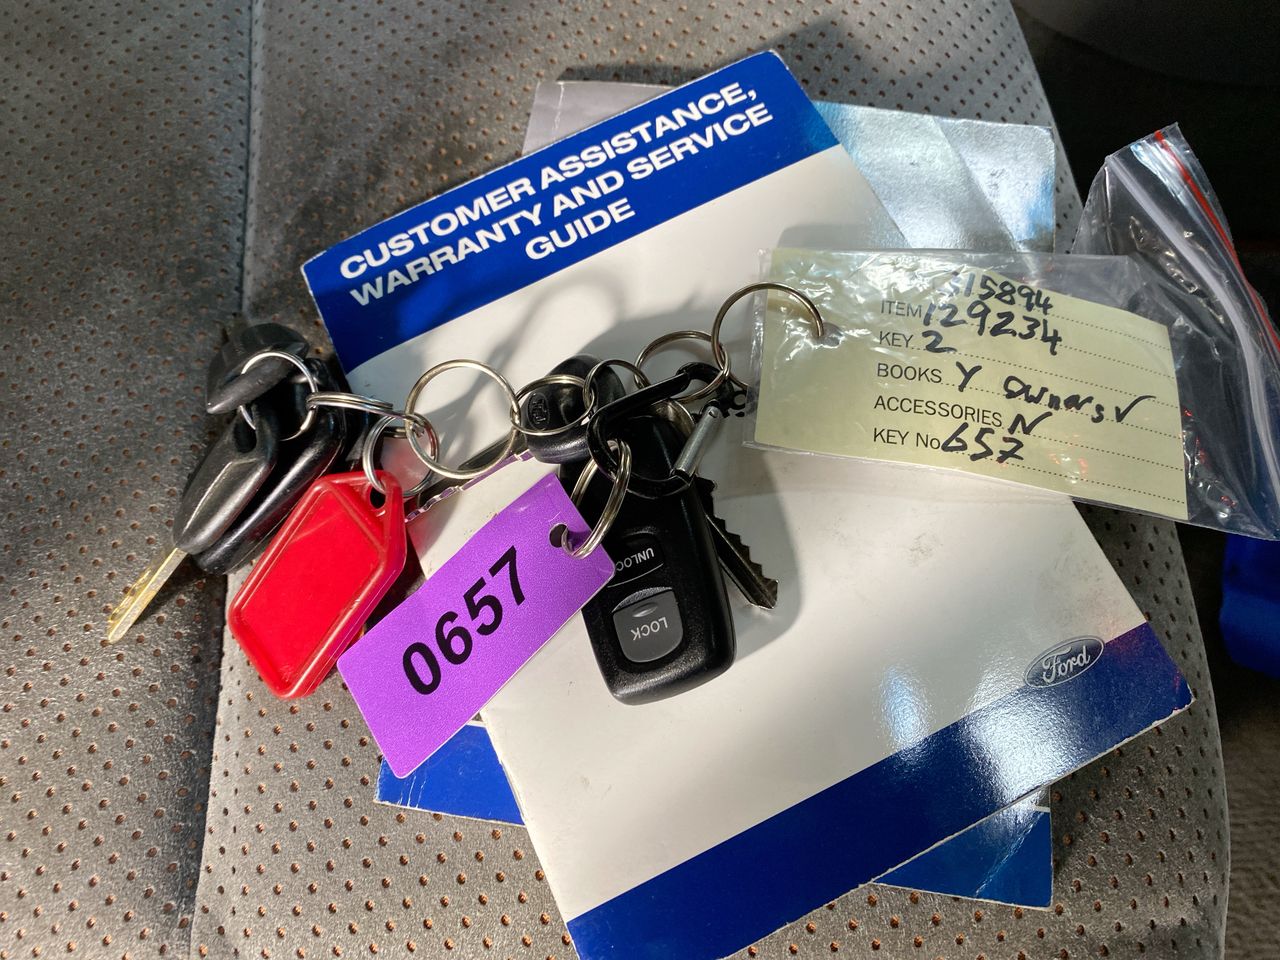 CUSTOMER ASSISTANCE,
WARRANTY AND SERVICE
GUIDE
515894
ITEM 129234
KEY 2
BOOKS Y owners ✓
ACCESSORIES N
KEY No 657
0657
UNLOCK
LOCK
Ford